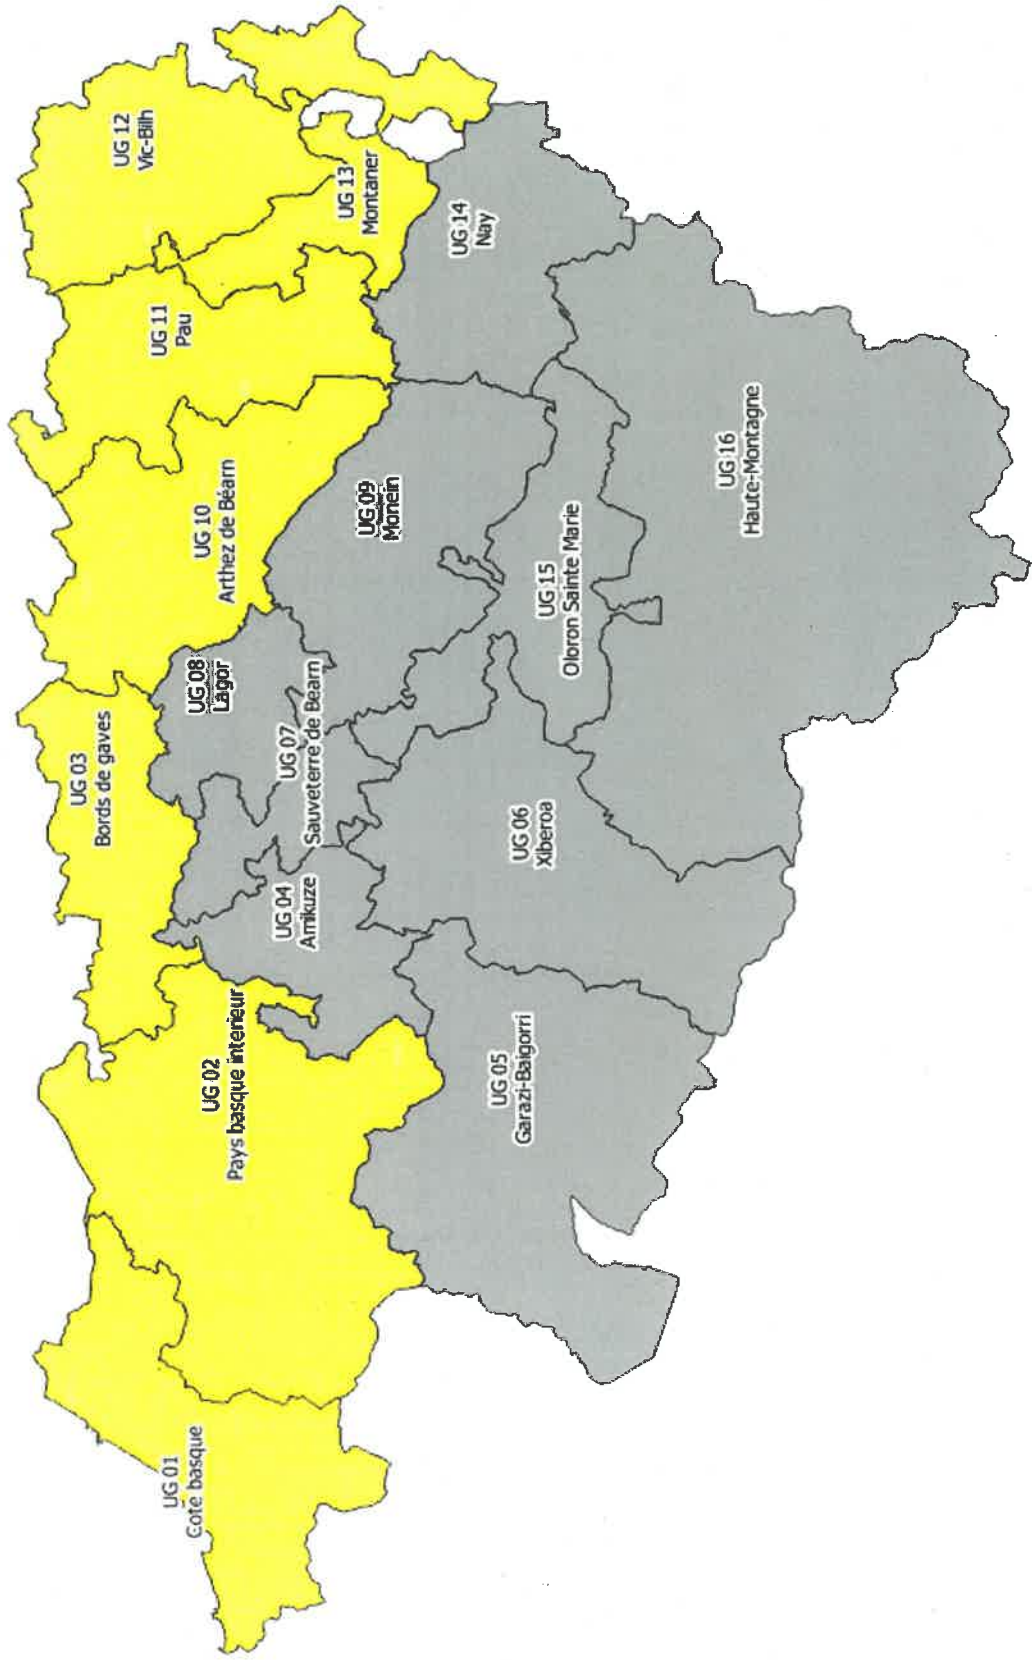 UG 01
Coté basque
UG 02
Pays basque interieur
UG 03
Bords de gaves
UG 04
Amikuze
UG 05
Garazi-Baigorri
UG 06
Xiberoa
UG 07
Sauveterre de Béarn
UG 08
Lagor
UG 09
Monein
UG 10
Arthez de Béarn
UG 11
Pau
UG 12
Vic-Bilh
UG 13
Montaner
UG 14
Nay
UG 15
Oloron Sainte Marie
UG 16
Haute-Montagne